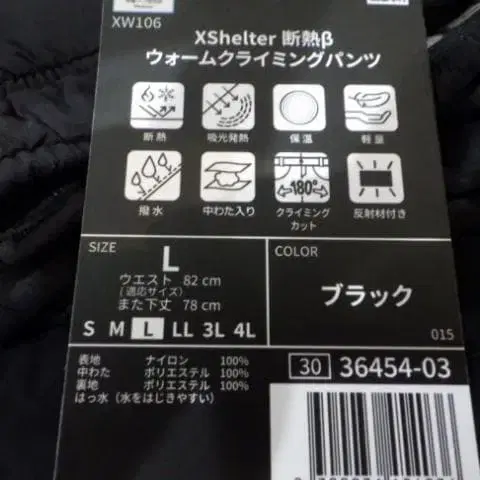 XW106
XShelter 断熱β
ウォームクライミングパンツ
断熱 吸光発熱 保温 軽量
撥水 中わた入り クライミングカット 反射材付き
180°
SIZE
L
ウエスト 82 cm
(適応サイズ)
また下丈 78 cm
S M L LL 3L 4L
COLOR
ブラック
015
表地 ナイロン 100%
中わた ポリエステル 100%
裏地 ポリエステル 100%
はっ水(水をはじきやすい)
30 36454-03